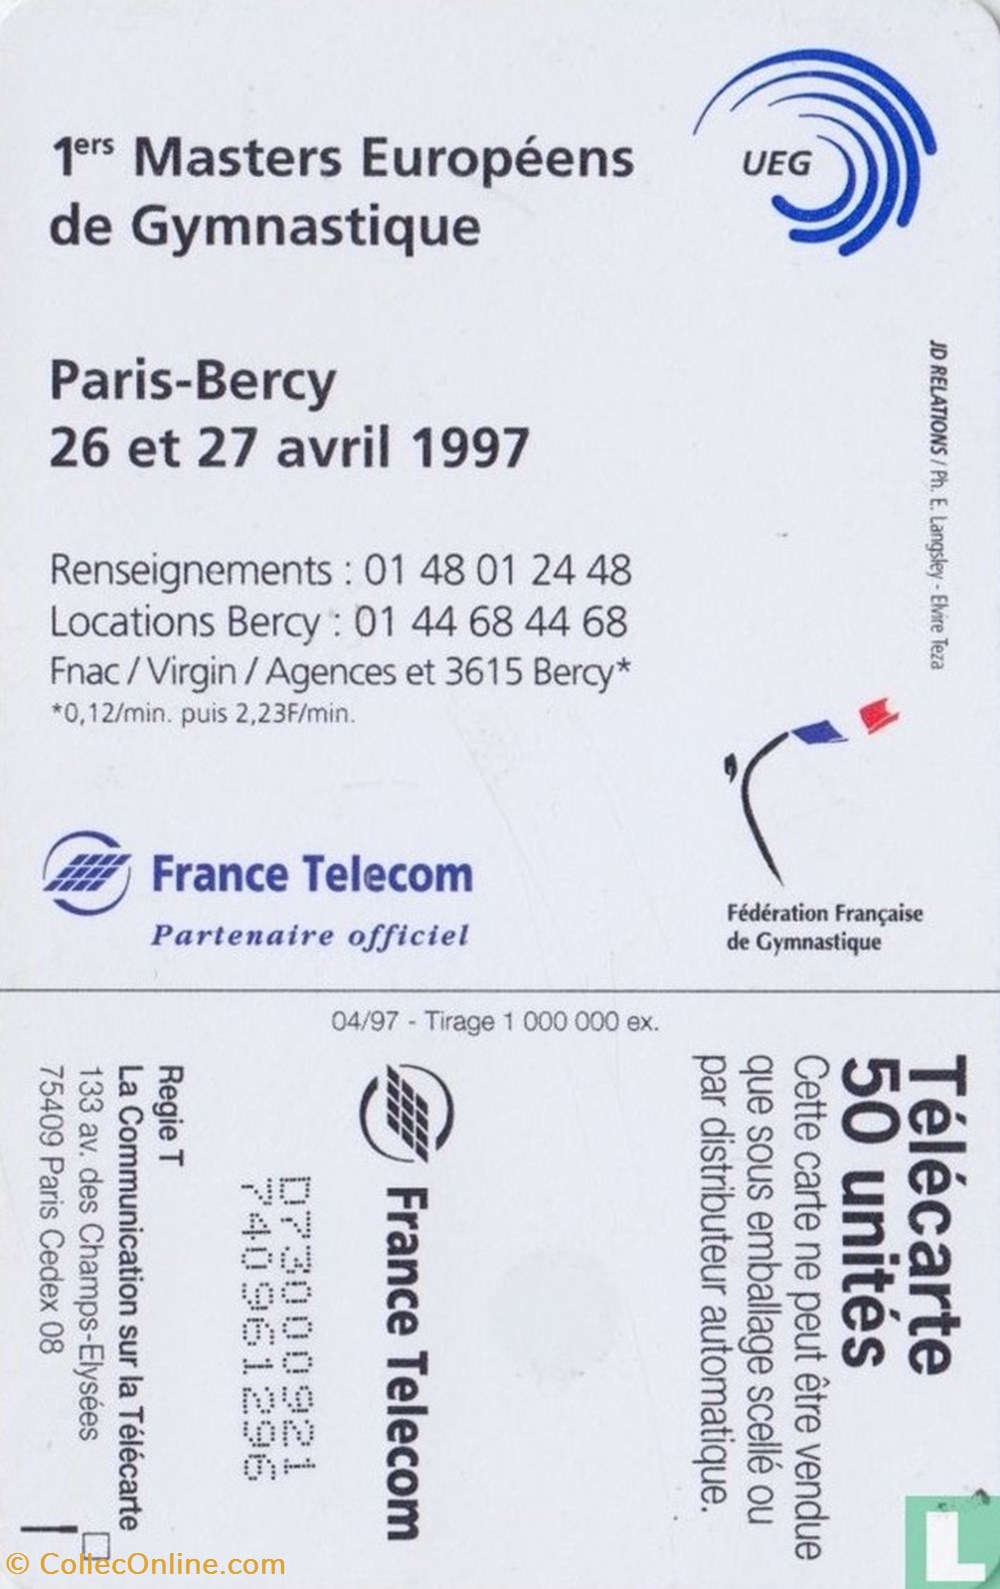 1ers Masters Européens
de Gymnastique
UEG
Paris-Bercy
26 et 27 avril 1997
JD RELATIONS / Ph. E. Langsley - Elvire Teza
Renseignements : 01 48 01 24 48
Locations Bercy : 01 44 68 44 68
Fnac / Virgin / Agences et 3615 Bercy*
*0,12/min. puis 2,23F/min.
France Telecom
Partenaire officiel
Fédération Française
de Gymnastique
04/97 - Tirage 1 000 000 ex.
Télécarte
50 unités
Cette carte ne peut être vendue
que sous emballage scellé ou
par distributeur automatique.
France Telecom
D73000921
740961296
Regie T
La Communication sur la Télécarte
133 av. des Champs-Elysées
75409 Paris Cedex 08
© CollecOnline.com
L